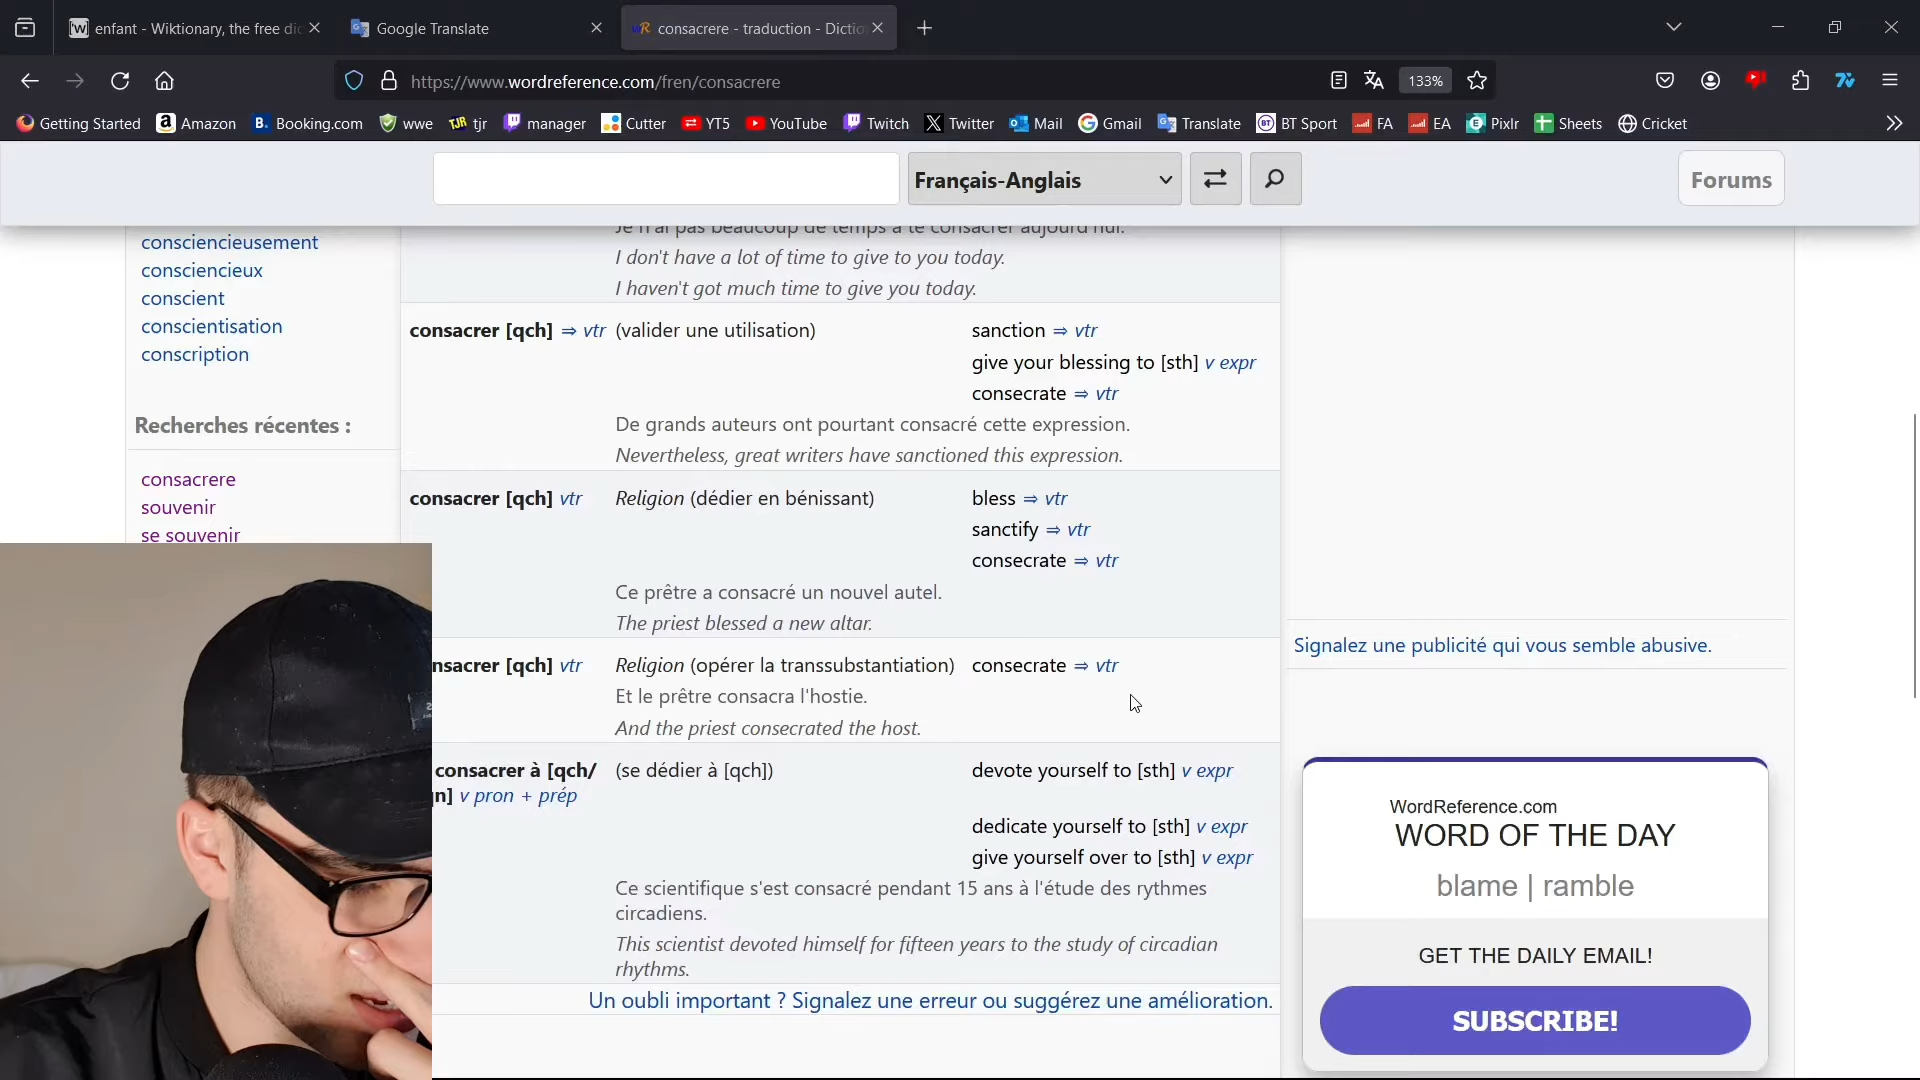 enfant - Wiktionary, the free dic
Google Translate
consacrere - traduction - Dictio
https://www.wordreference.com/fren/consacrere
133%
Getting Started
Amazon
Booking.com
wwe
tjr
manager
Cutter
YT5
YouTube
Twitch
Twitter
Mail
Gmail
Translate
BT Sport
FA
EA
Pixlr
Sheets
Cricket
Français-Anglais
Forums
consciencieusement
consciencieux
conscient
conscientisation
conscription
Recherches récentes :
consacrere
souvenir
se souvenir
Je n'ai pas beaucoup de temps à te consacrer aujourd'hui.
I don't have a lot of time to give to you today.
I haven't got much time to give you today.
consacrer [qch] ⇒ vtr (valider une utilisation) sanction ⇒ vtr
give your blessing to [sth] v expr
consecrate ⇒ vtr
De grands auteurs ont pourtant consacré cette expression.
Nevertheless, great writers have sanctioned this expression.
consacrer [qch] vtr Religion (dédier en bénissant) bless ⇒ vtr
sanctify ⇒ vtr
consecrate ⇒ vtr
Ce prêtre a consacré un nouvel autel.
The priest blessed a new altar.
nsacrer [qch] vtr Religion (opérer la transsubstantiation) consecrate ⇒ vtr
Et le prêtre consacra l'hostie.
And the priest consecrated the host.
consacrer à [qch/ (se dédier à [qch]) devote yourself to [sth] v expr
n] v pron + prép
dedicate yourself to [sth] v expr
give yourself over to [sth] v expr
Ce scientifique s'est consacré pendant 15 ans à l'étude des rythmes
circadiens.
This scientist devoted himself for fifteen years to the study of circadian
rhythms.
Un oubli important ? Signalez une erreur ou suggérez une amélioration.
Signalez une publicité qui vous semble abusive.
WordReference.com
WORD OF THE DAY
blame | ramble
GET THE DAILY EMAIL!
SUBSCRIBE!